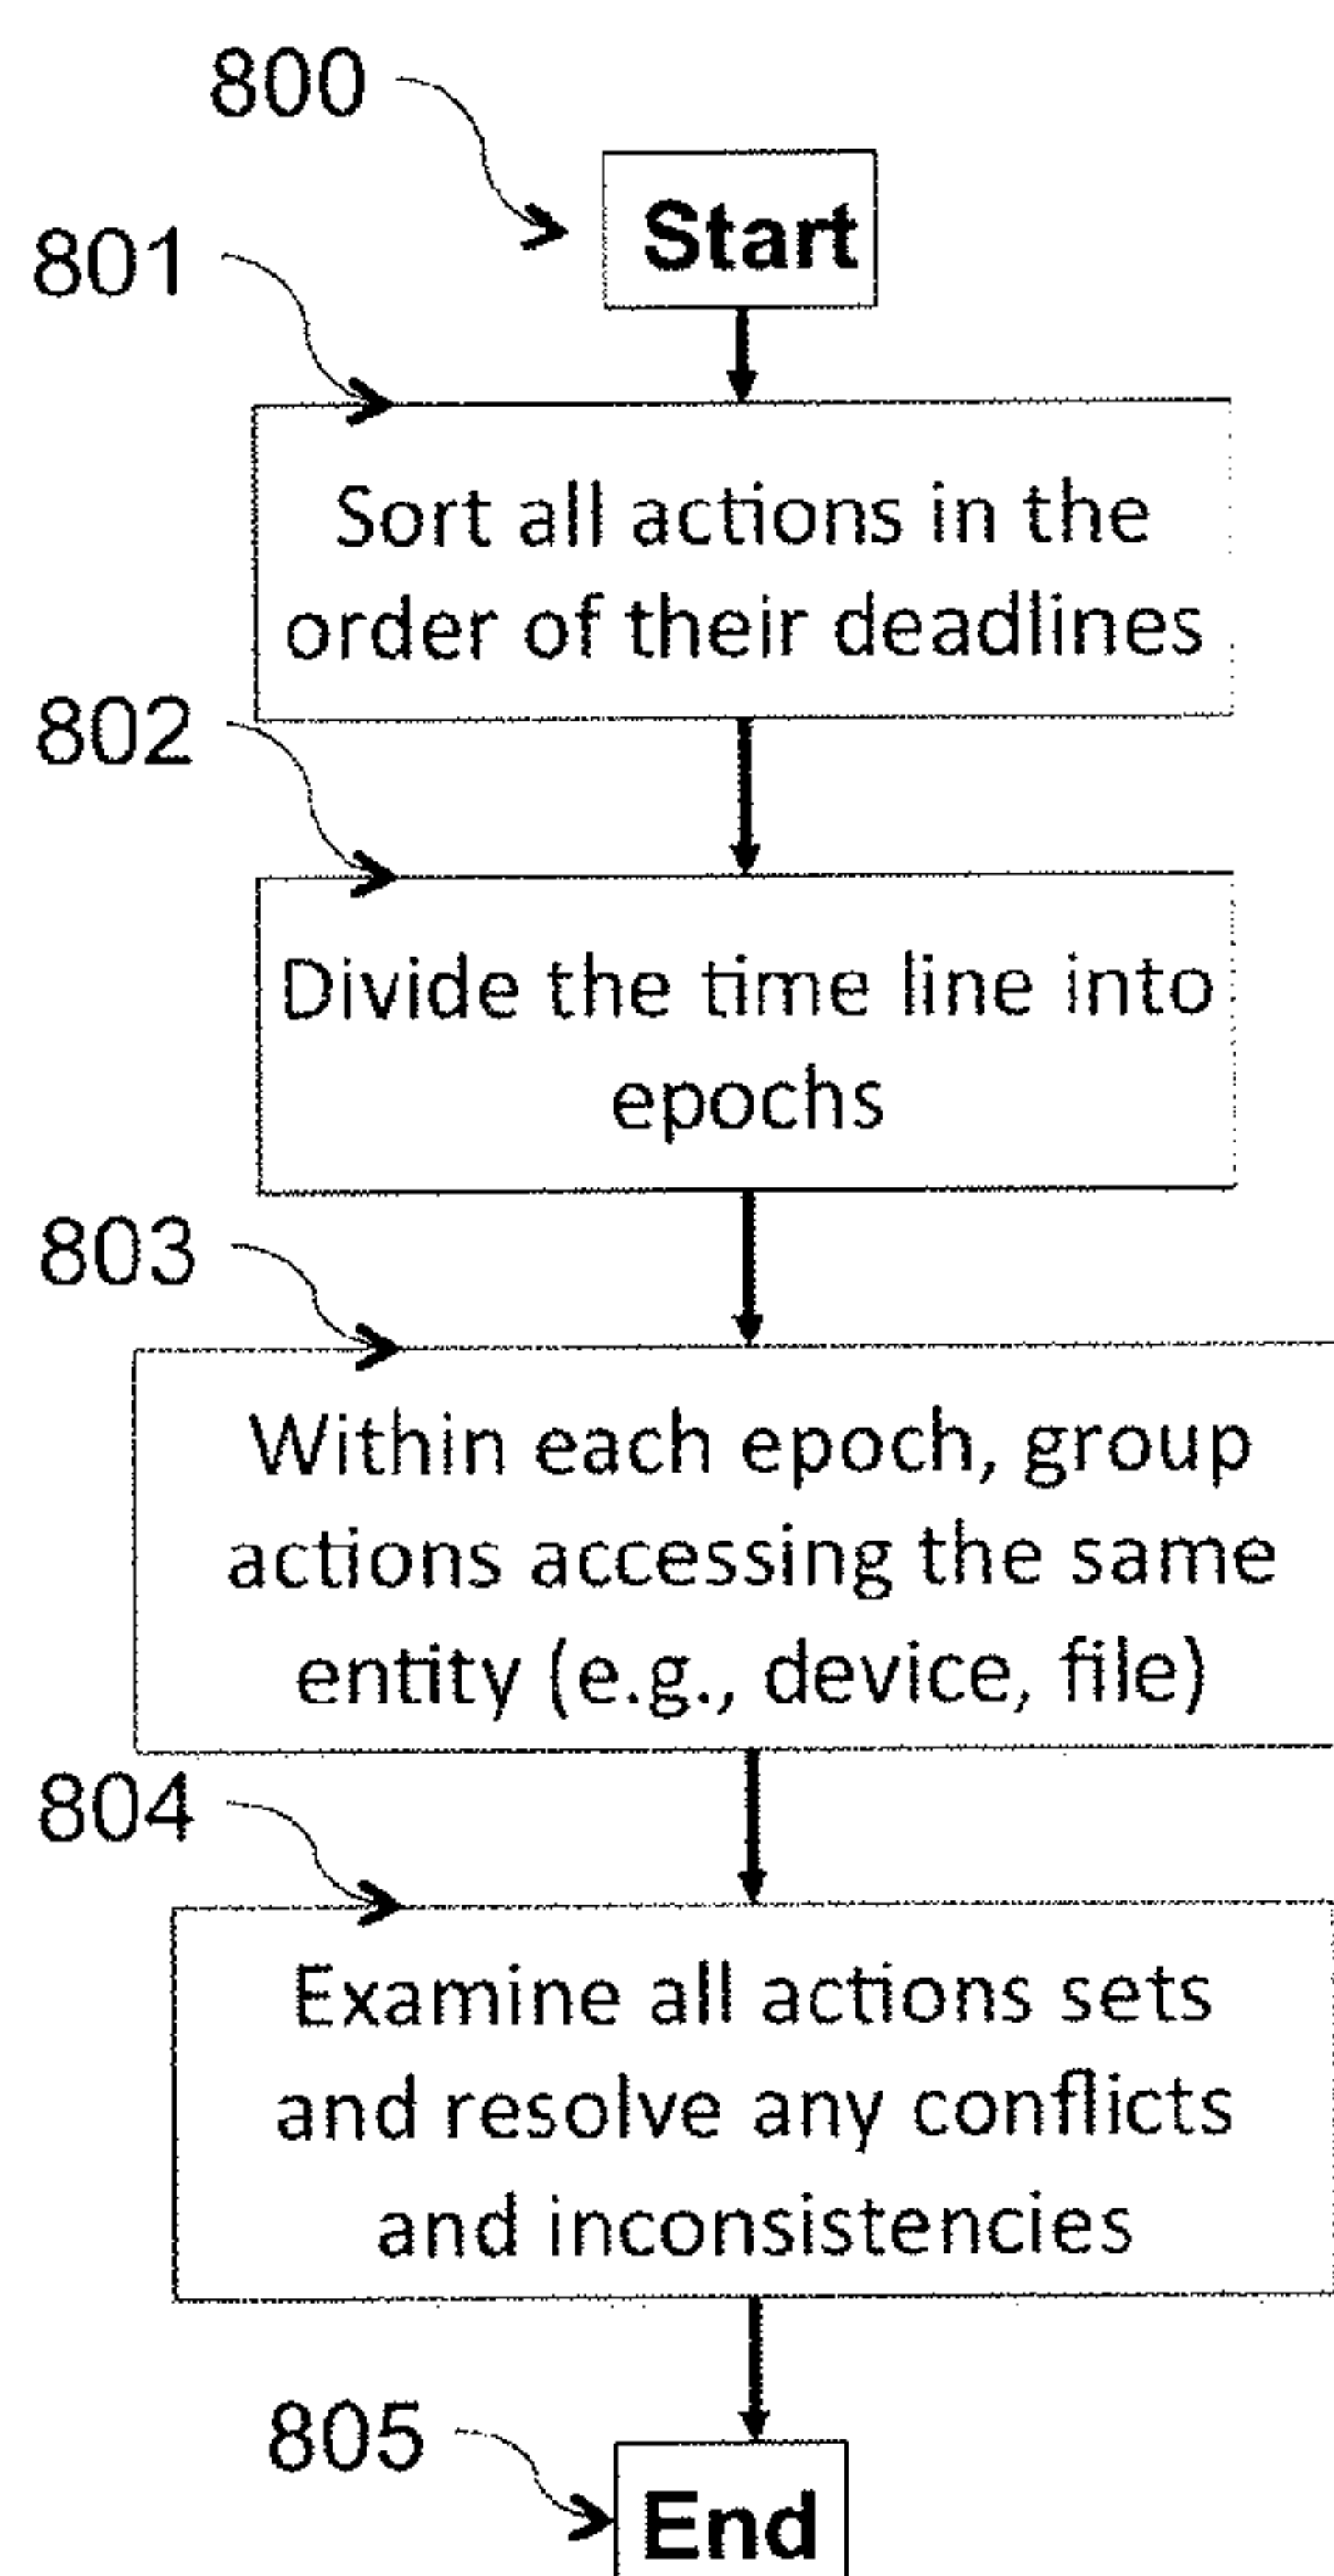 800
Start
801
Sort all actions in the
order of their deadlines
802
Divide the time line into
epochs
803
Within each epoch, group
actions accessing the same
entity (e.g., device, file)
804
Examine all actions sets
and resolve any conflicts
and inconsistencies
805
End